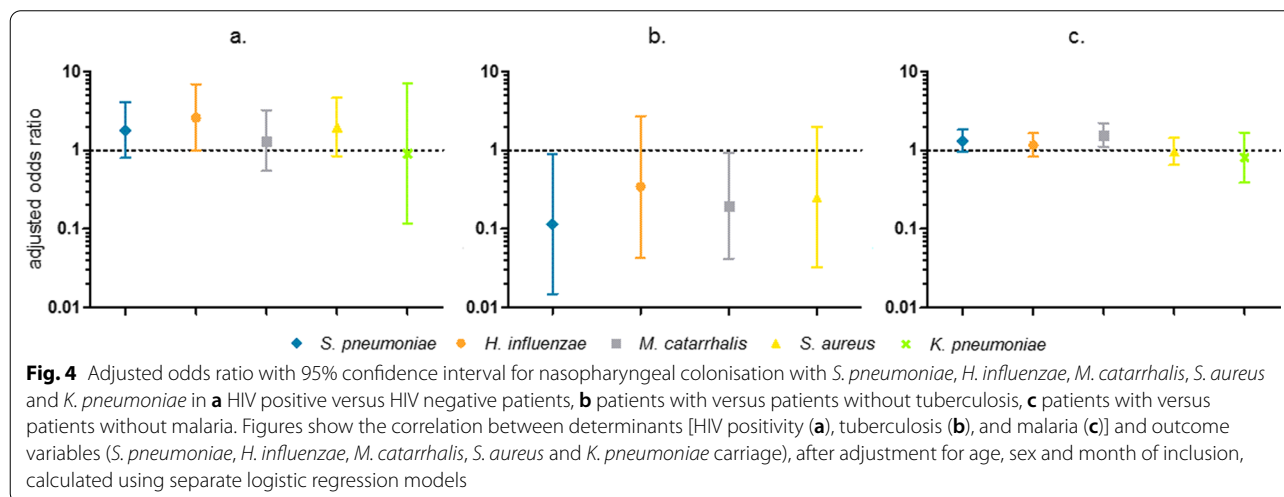 a.
b.
c.
adjusted odds ratio
10
1
0.1
0.01
10
1
0.1
0.01
10
1
0.1
0.01
S. pneumoniae H. influenzae M. catarrhalis S. aureus K. pneumoniae
Fig. 4 Adjusted odds ratio with 95% confidence interval for nasopharyngeal colonisation with S. pneumoniae, H. influenzae, M. catarrhalis, S. aureus
and K. pneumoniae in a HIV positive versus HIV negative patients, b patients with versus patients without tuberculosis, c patients with versus
patients without malaria. Figures show the correlation between determinants [HIV positivity (a), tuberculosis (b), and malaria (c)] and outcome
variables (S. pneumoniae, H. influenzae, M. catarrhalis, S. aureus and K. pneumoniae carriage), after adjustment for age, sex and month of inclusion,
calculated using separate logistic regression models